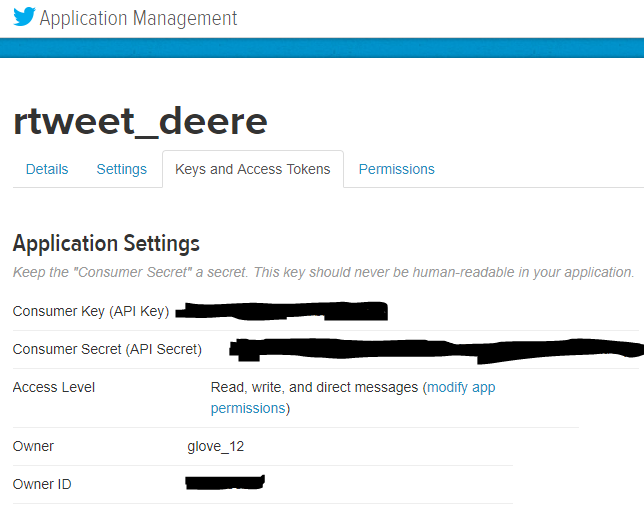 Application Management
rtweet_deere
Details Settings Keys and Access Tokens Permissions
Application Settings
Keep the "Consumer Secret" a secret. This key should never be human-readable in your application.
Consumer Key (API Key)
Consumer Secret (API Secret)
Access Level Read, write, and direct messages (modify app
permissions)
Owner glove_12
Owner ID